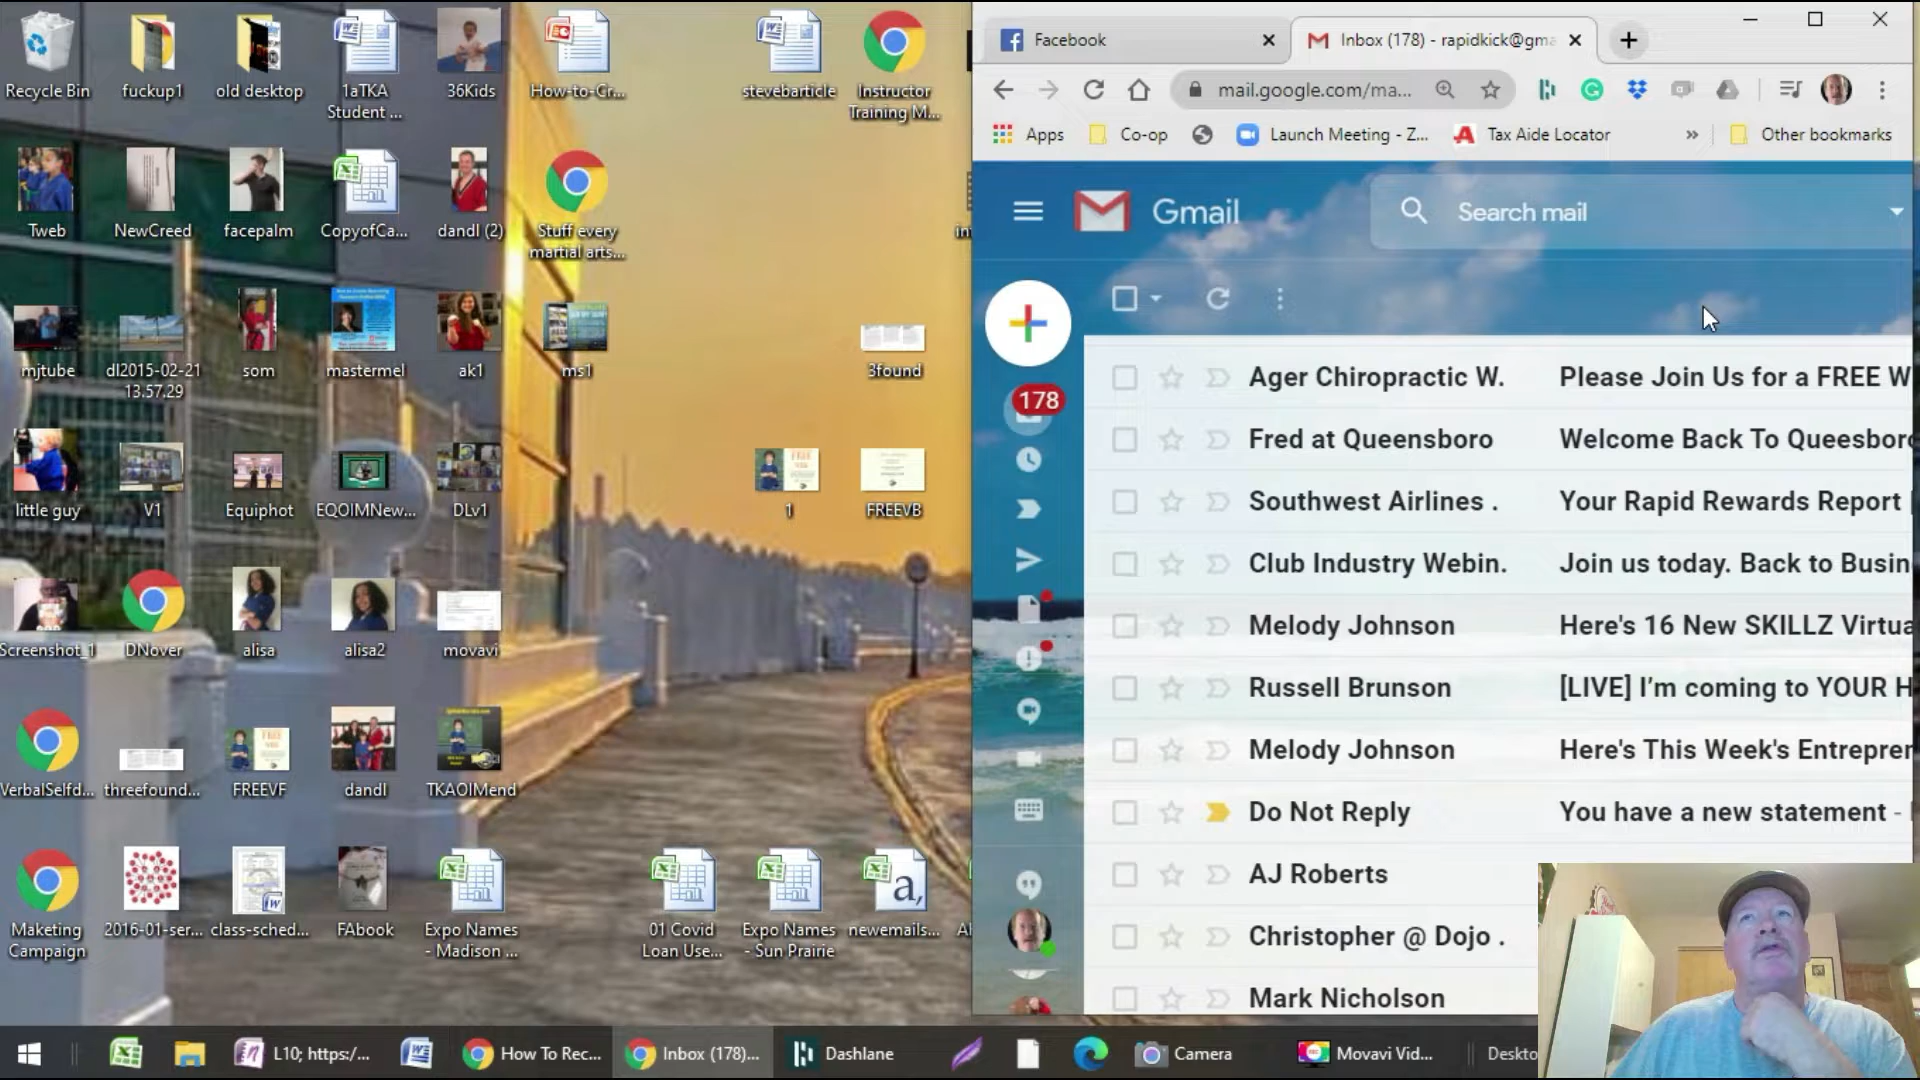 Recycle Bin
fuckup1
old desktop
1aTKA
Student ...
36Kids
How-to-Cr...
stevebarticle
Instructor
Training M...
Tweb
NewCreed
facepalm
CopyofCa...
dandl (2)
Stuff every
martial arts...
mjtube
dl2015-02-21
13.57.29
som
mastermel
ak1
ms1
3found
little guy
V1
Equiphot
EQOIMNew...
DLv1
1
FREEVB
Screenshot_1
DNover
alisa
alisa2
movavi
VerbalSelfd...
threefound...
FREEVF
dandl
TKAOIMend
Maketing
Campaign
2016-01-ser...
class-sched...
FAbook
Expo Names
- Madison ...
01 Covid
Loan Use...
Expo Names
- Sun Prairie
newemails...
Facebook
Inbox (178) - rapidkick@gma
mail.google.com/ma...
Apps
Co-op
Launch Meeting - Z...
Tax Aide Locator
»
Other bookmarks
Gmail
Search mail
178
Ager Chiropractic W. Please Join Us for a FREE W
Fred at Queensboro Welcome Back To Queesboro
Southwest Airlines . Your Rapid Rewards Report
Club Industry Webin. Join us today. Back to Busin
Melody Johnson Here's 16 New SKILLZ Virtua
Russell Brunson [LIVE] I'm coming to YOUR H
Melody Johnson Here's This Week's Entrepren
Do Not Reply You have a new statement -
AJ Roberts
Christopher @ Dojo .
Mark Nicholson
L10; https:/...
How To Rec...
Inbox (178)...
Dashlane
Camera
Movavi Vid...
Deskto